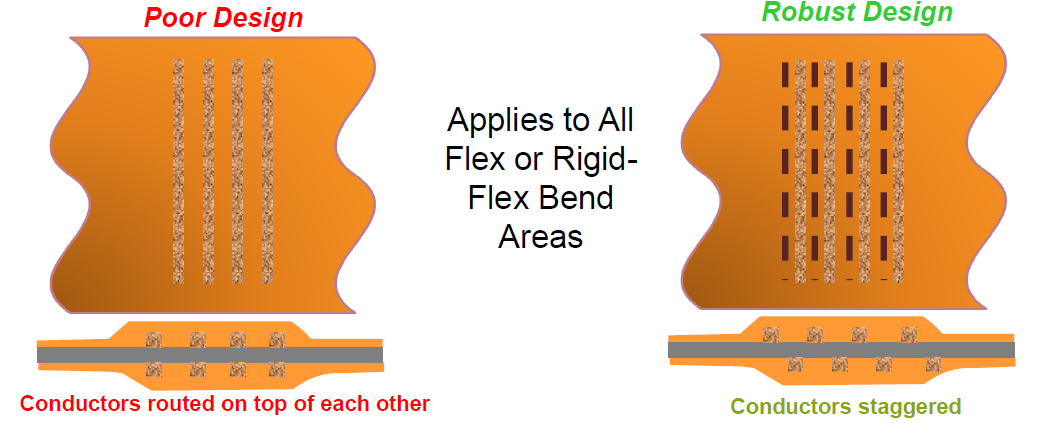 Poor Design
Robust Design
Applies to All
Flex or Rigid-
Flex Bend
Areas
Conductors routed on top of each other
Conductors staggered